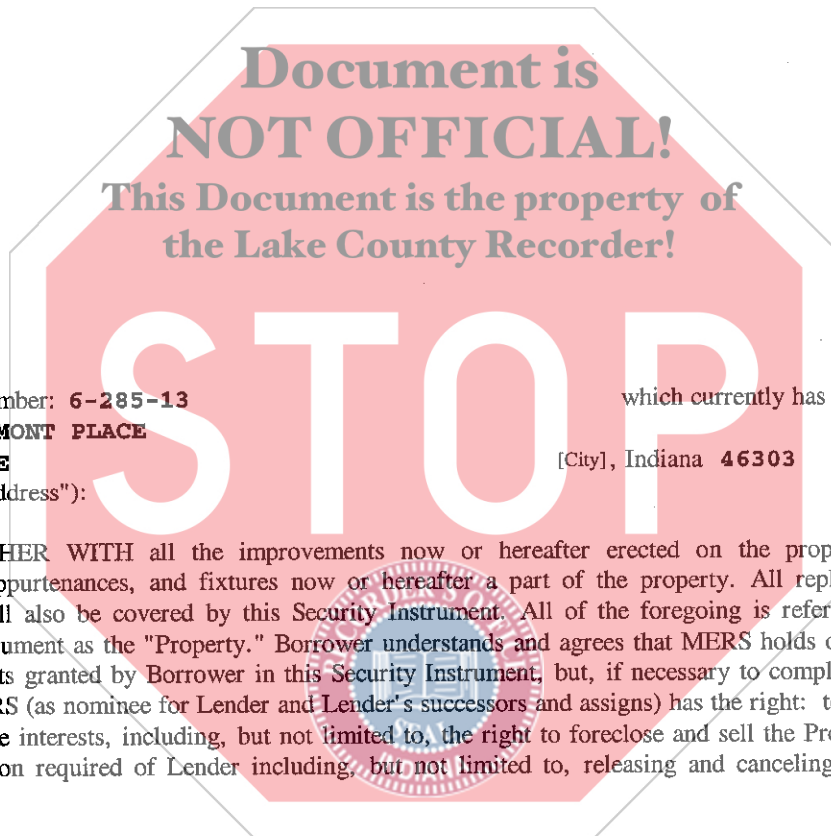 Document is
NOT OFFICIAL!
This Document is the property of
the Lake County Recorder!
STOP
mber: 6-285-13 which currently has
MONT PLACE
E [City], Indiana 46303
ddress"):
HER WITH all the improvements now or hereafter erected on the prop
ppurtenances, and fixtures now or hereafter a part of the property. All repl
ll also be covered by this Security Instrument. All of the foregoing is refer
ument as the "Property." Borrower understands and agrees that MERS holds o
ts granted by Borrower in this Security Instrument, but, if necessary to compl
RS (as nominee for Lender and Lender's successors and assigns) has the right: t
e interests, including, but not limited to, the right to foreclose and sell the Pro
on required of Lender including, but not limited to, releasing and canceling
RECORDER'S OFFICE
SEAL
INDIANA